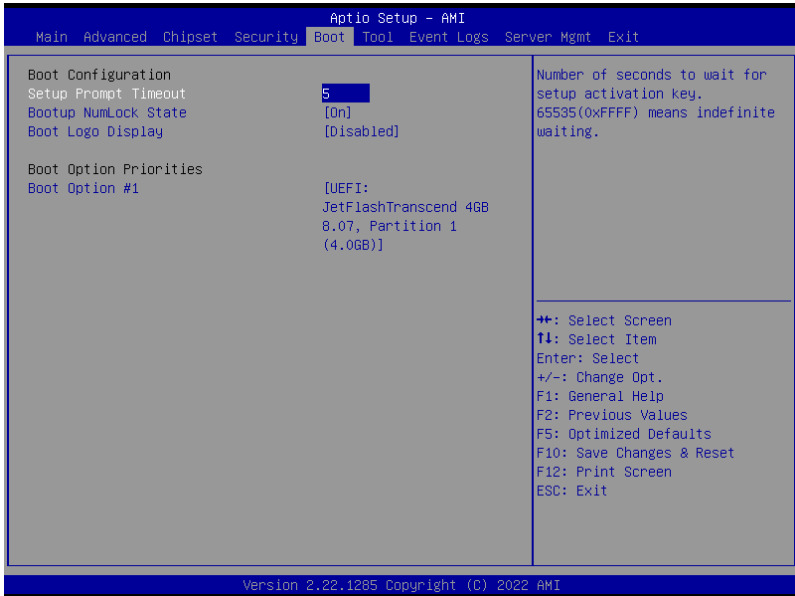 Aptio Setup - AMI
Main Advanced Chipset Security Boot Tool Event Logs Server Mgmt Exit
Boot Configuration
Setup Prompt Timeout 5
Bootup NumLock State [On]
Boot Logo Display [Disabled]
Boot Option Priorities
Boot Option #1 [UEFI:
JetFlashTranscend 4GB
8.07, Partition 1
(4.0GB)]
Number of seconds to wait for
setup activation key.
65535(0xFFFF) means indefinite
waiting.
→←: Select Screen
↑↓: Select Item
Enter: Select
+/-: Change Opt.
F1: General Help
F2: Previous Values
F5: Optimized Defaults
F10: Save Changes & Reset
F12: Print Screen
ESC: Exit
Version 2.22.1285 Copyright (C) 2022 AMI